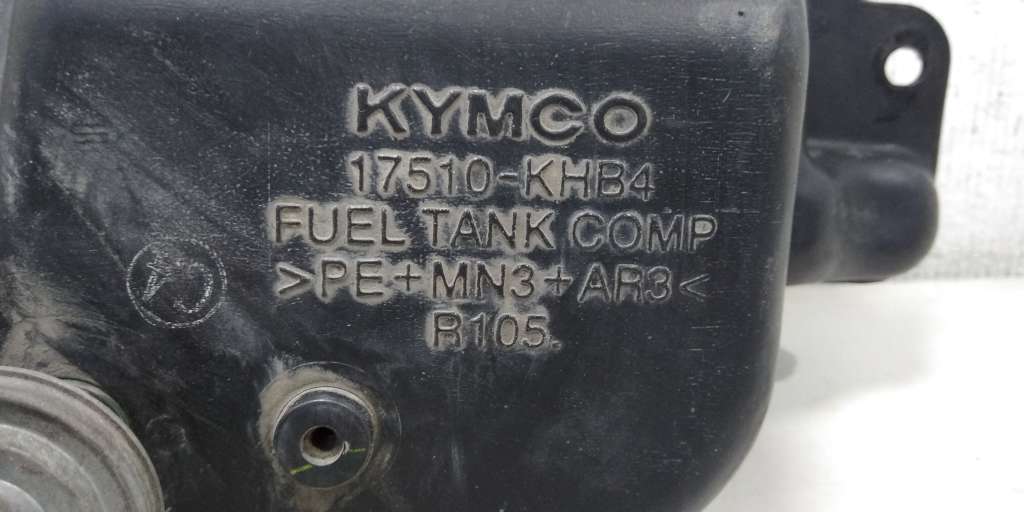 KYMCO
17510-KHB4
FUEL TANK COMP
>PE+MN3+AR3<
R105.